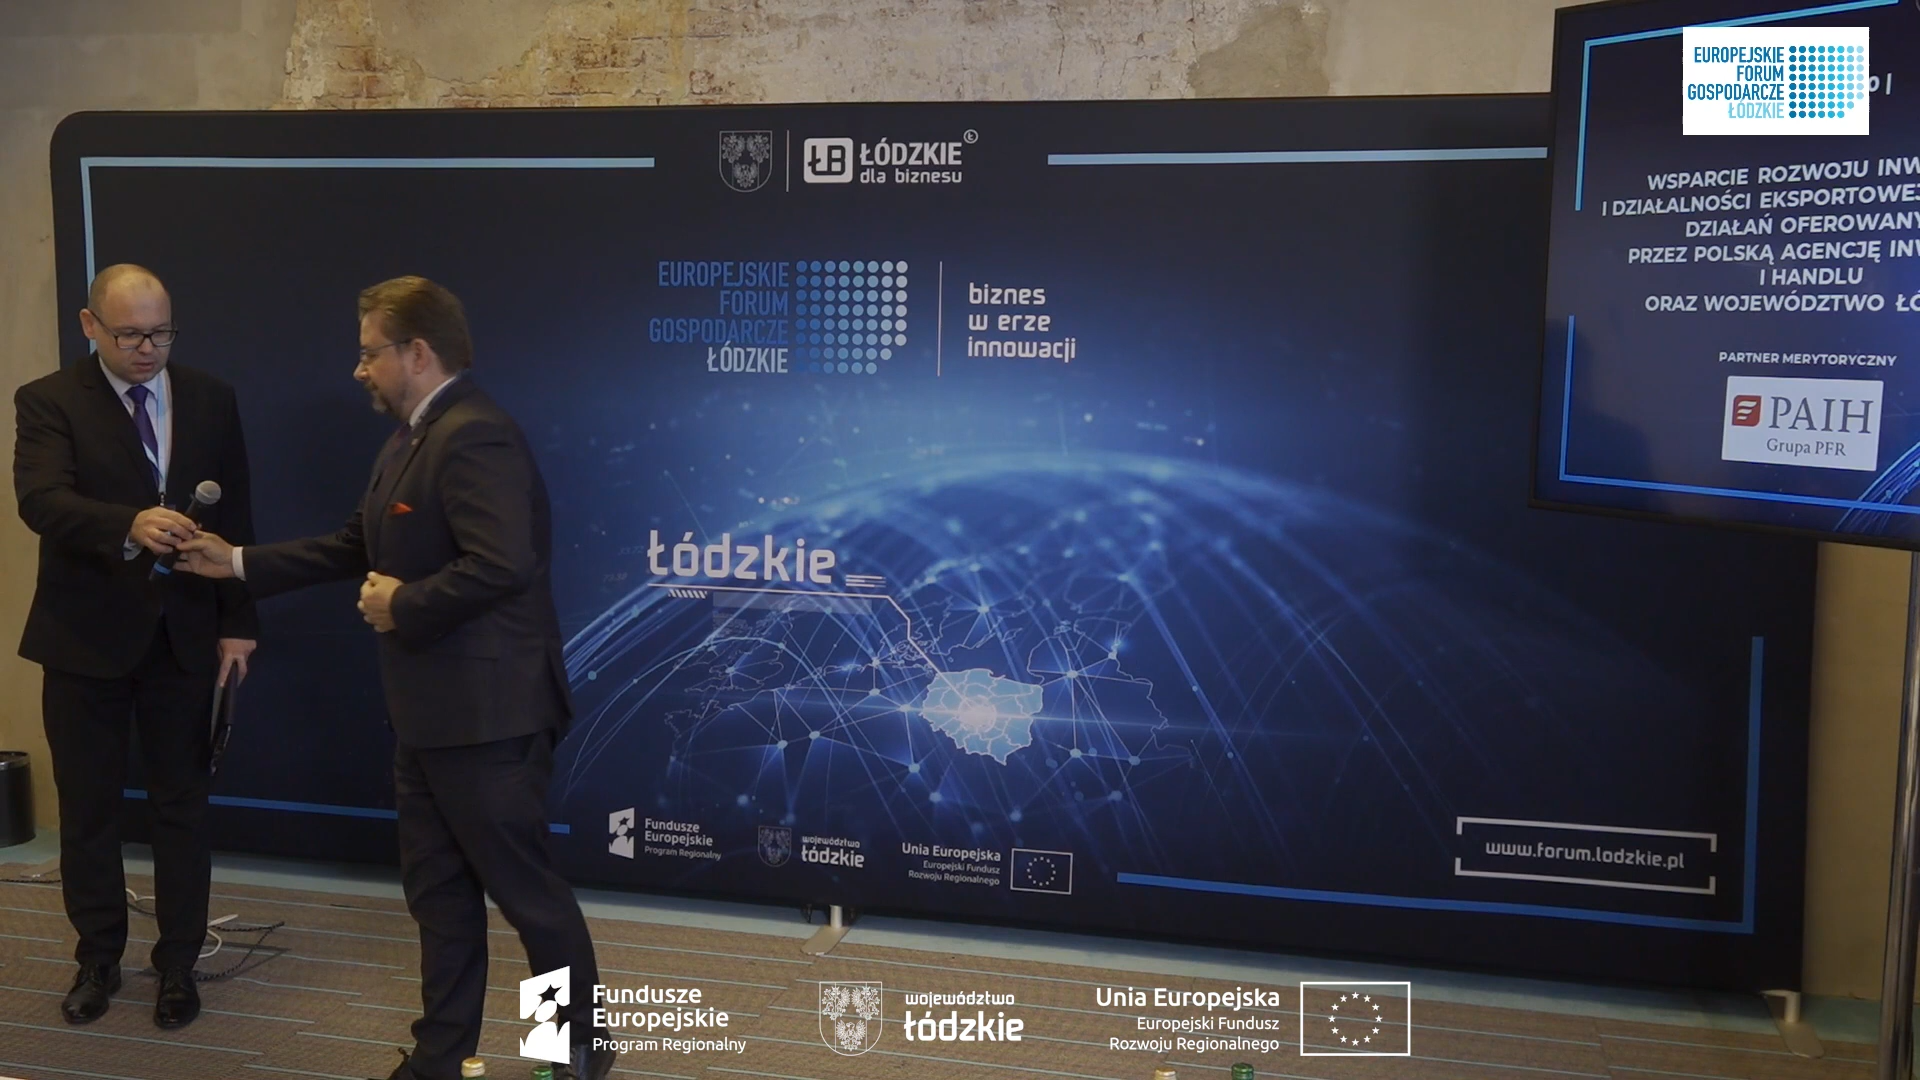 ŁB ŁÓDZKIE
dla biznesu
EUROPEJSKIE
FORUM
GOSPODARCZE
ŁÓDZKIE
biznes
w erze
innowacji
Łódzkie
Fundusze
Europejskie
Program Regionalny
województwo
łódzkie
Unia Europejska
Europejski Fundusz
Rozwoju Regionalnego
www.forum.lodzkie.pl
EUROPEJSKIE
FORUM
GOSPODARCZE
ŁÓDZKIE
WSPARCIE ROZWOJU
I DZIAŁALNOŚCI EKSPORTOWEJ
DZIAŁAŃ
PRZEZ POLSKĄ AGENCJĘ
I HANDLU
ORAZ WOJEWÓDZTWO
PARTNER MERYTORYCZNY
PAIH
Grupa PFR
Fundusze
Europejskie
Program Regionalny
województwo
łódzkie
Unia Europejska
Europejski Fundusz
Rozwoju Regionalnego